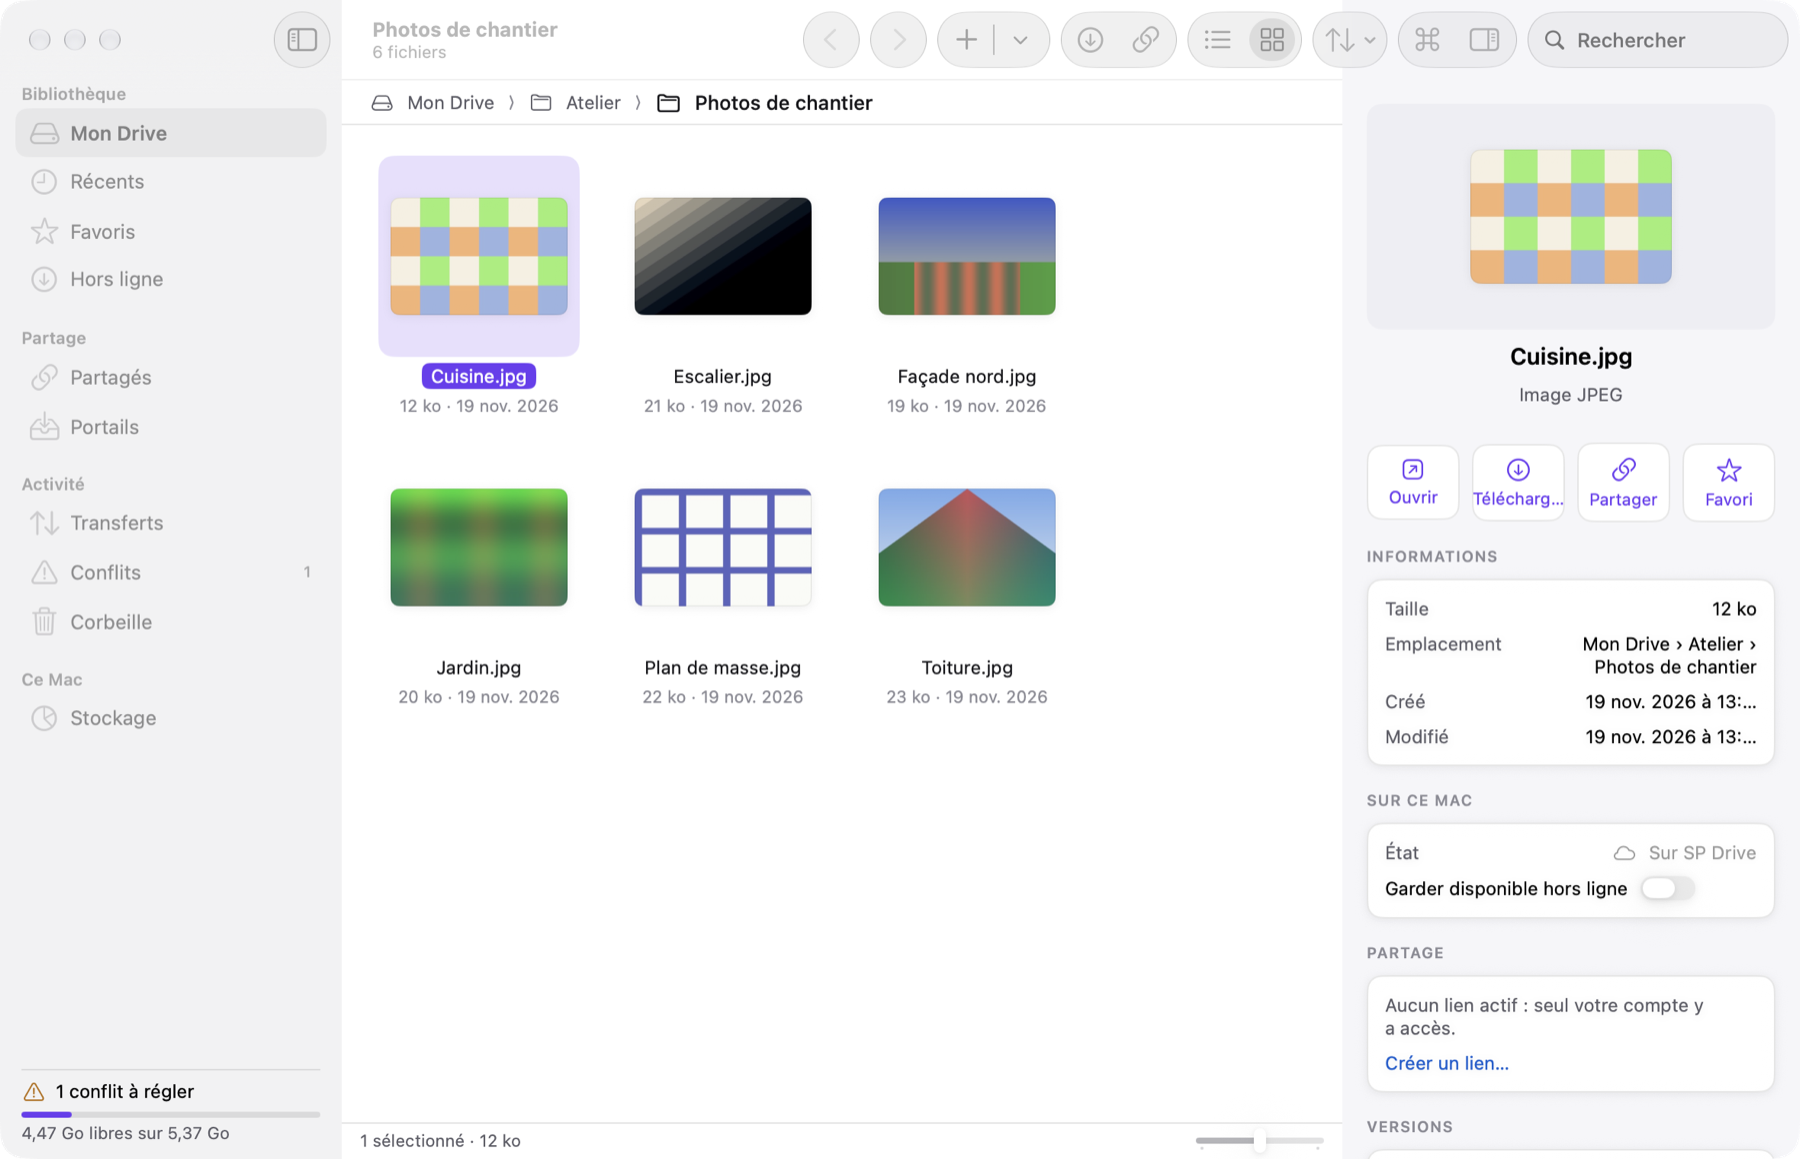 Photos de chantier
6 fichiers
Rechercher
Bibliothèque
Mon Drive
Récents
Favoris
Hors ligne
Partage
Partagés
Portails
Activité
Transferts
Conflits
1
Corbeille
Ce Mac
Stockage
1 conflit à régler
4,47 Go libres sur 5,37 Go
Mon Drive
Atelier
Photos de chantier
Cuisine.jpg
12 ko · 19 nov. 2026
Escalier.jpg
21 ko · 19 nov. 2026
Façade nord.jpg
19 ko · 19 nov. 2026
Jardin.jpg
20 ko · 19 nov. 2026
Plan de masse.jpg
22 ko · 19 nov. 2026
Toiture.jpg
23 ko · 19 nov. 2026
1 sélectionné · 12 ko
Cuisine.jpg
Image JPEG
Ouvrir
Télécharg...
Partager
Favori
INFORMATIONS
Taille
12 ko
Emplacement
Mon Drive › Atelier ›
Photos de chantier
Créé
19 nov. 2026 à 13:...
Modifié
19 nov. 2026 à 13:...
SUR CE MAC
État
Sur SP Drive
Garder disponible hors ligne
PARTAGE
Aucun lien actif : seul votre compte y
a accès.
Créer un lien...
VERSIONS